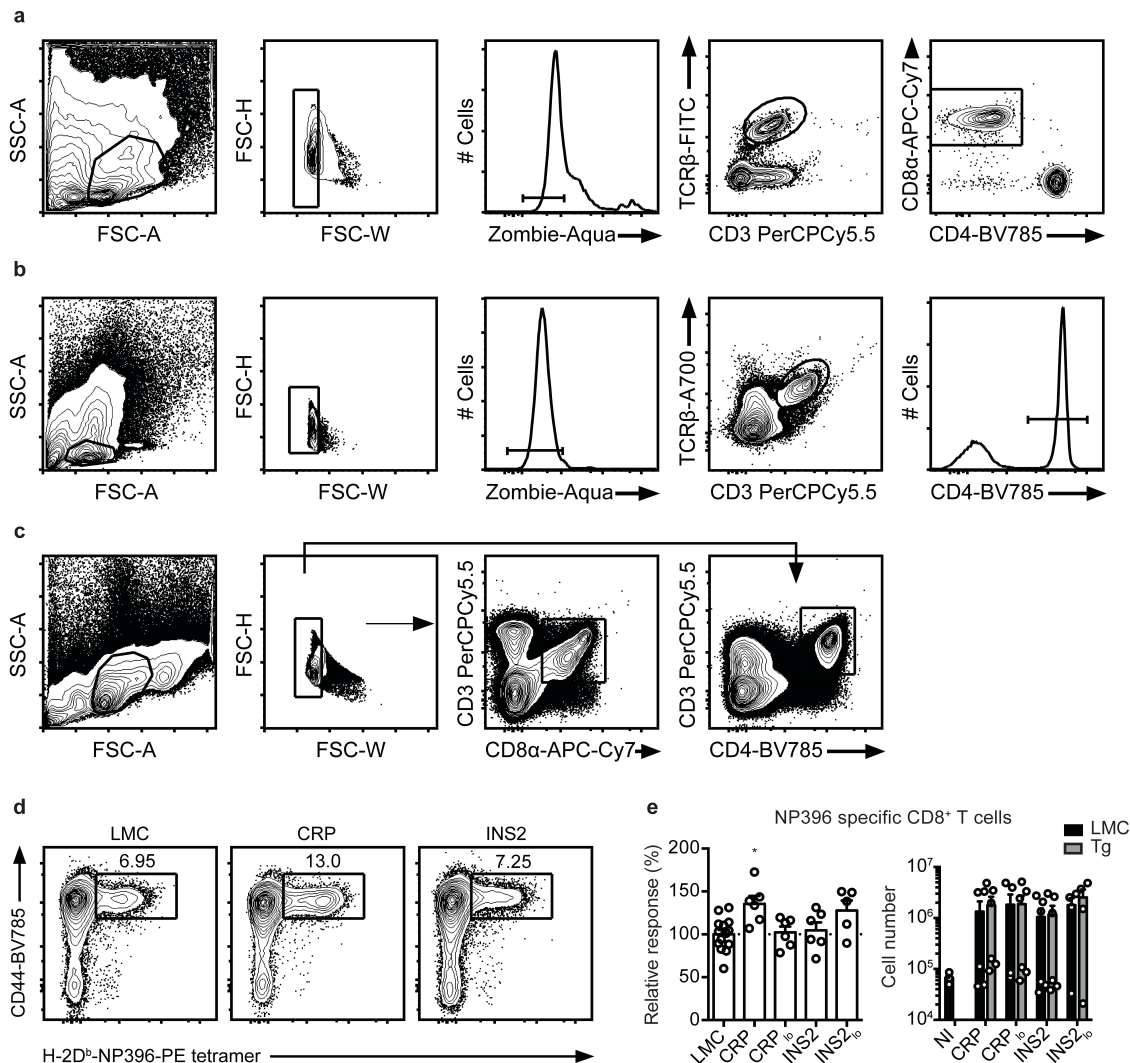 a
SSC-A
FSC-A
FSC-H
FSC-W
# Cells
Zombie-Aqua
TCRβ-FITC
CD3 PerCPCy5.5
CD8α-APC-Cy7
CD4-BV785
b
SSC-A
FSC-A
FSC-H
FSC-W
# Cells
Zombie-Aqua
TCRβ-A700
CD3 PerCPCy5.5
# Cells
CD4-BV785
c
SSC-A
FSC-A
FSC-H
FSC-W
CD3 PerCPCy5.5
CD8α-APC-Cy7
CD3 PerCPCy5.5
CD4-BV785
d
LMC
CRP
INS2
6.95
13.0
7.25
CD44-BV785
H-2Dᵇ-NP396-PE tetramer
e
NP396 specific CD8⁺ T cells
LMC
Tg
Relative response (%)
200
150
100
50
0
*
LMC
CRP
CRP lo
INS2
INS2lo
Cell number
10⁷
10⁶
10⁵
10⁴
NI
CRP
CRP lo
INS2
INS2lo